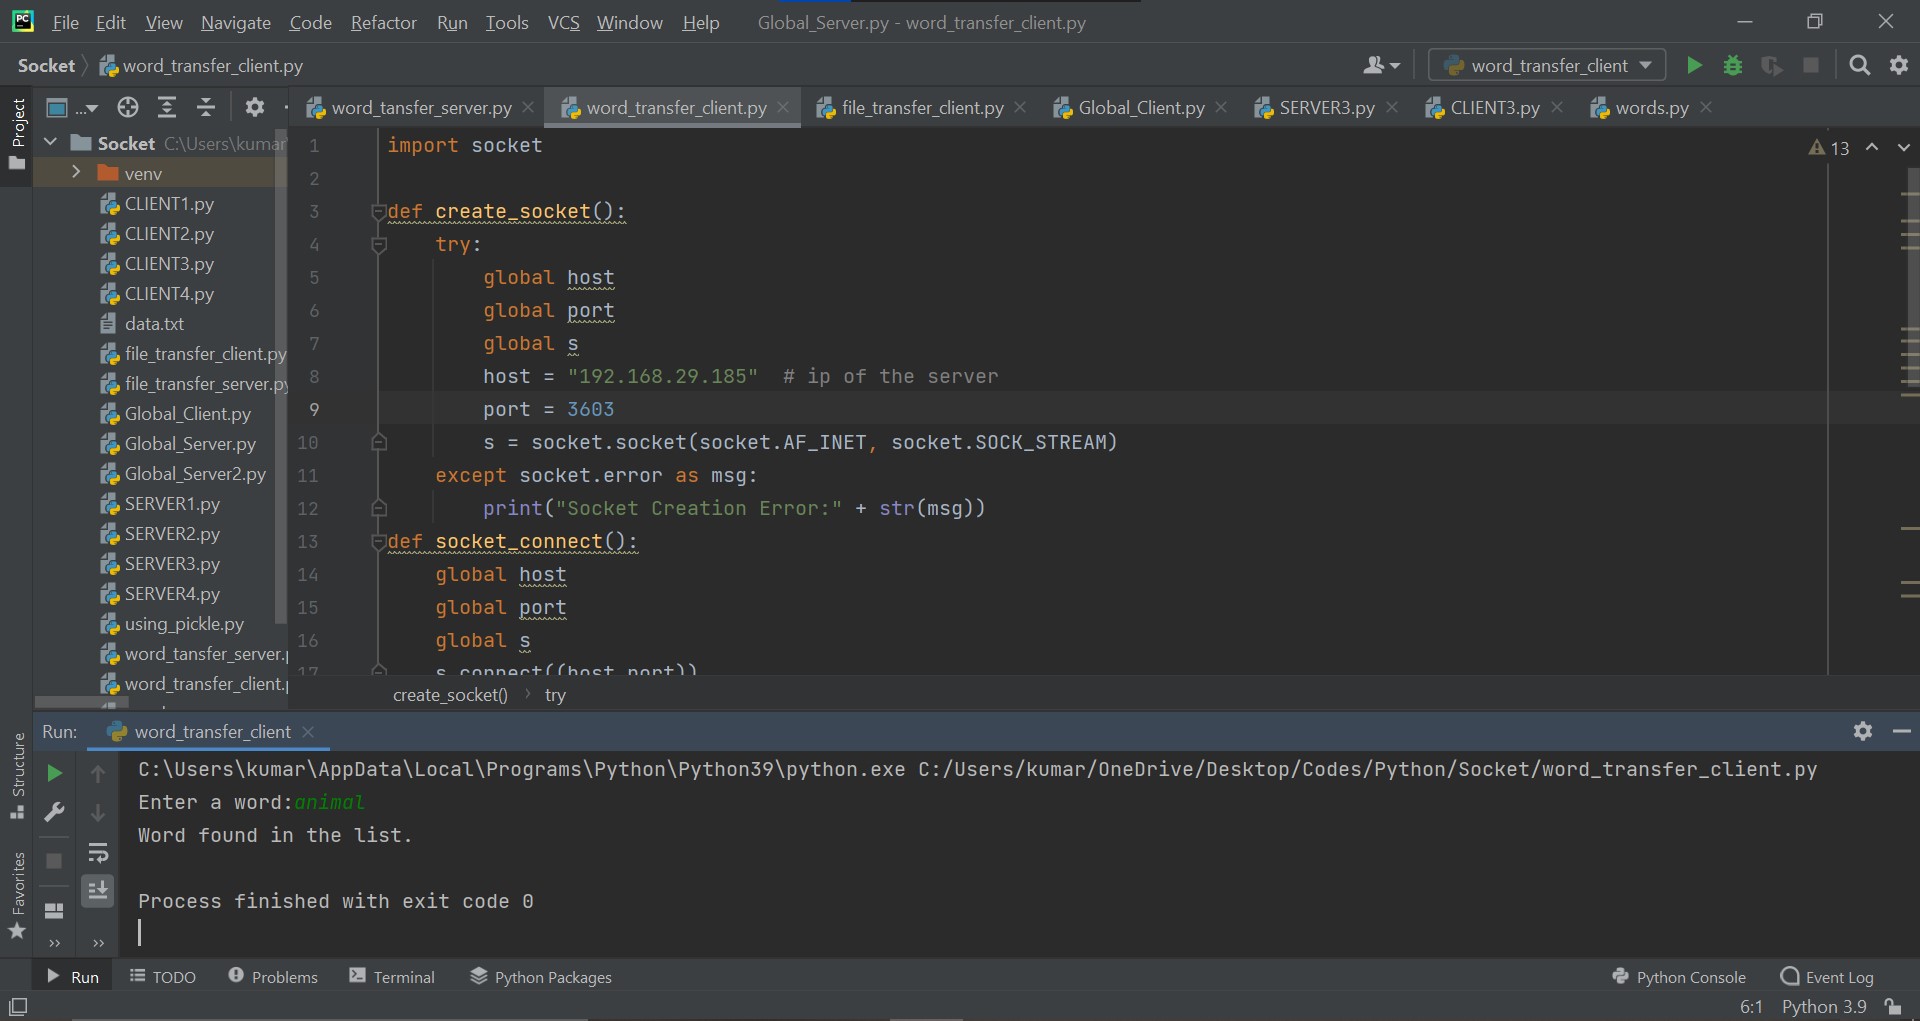 PC File Edit View Navigate Code Refactor Run Tools VCS Window Help Global_Server.py - word_transfer_client.py
Socket word_transfer_client.py word_transfer_client
Project ... word_tansfer_server.py word_transfer_client.py file_transfer_client.py Global_Client.py SERVER3.py CLIENT3.py words.py
Socket C:\Users\kumar
venv
CLIENT1.py
CLIENT2.py
CLIENT3.py
CLIENT4.py
data.txt
file_transfer_client.py
file_transfer_server.py
Global_Client.py
Global_Server.py
Global_Server2.py
SERVER1.py
SERVER2.py
SERVER3.py
SERVER4.py
using_pickle.py
word_tansfer_server.
word_transfer_client.
13
1 import socket
2
3 def create_socket():
4 try:
5 global host
6 global port
7 global s
8 host = "192.168.29.185" # ip of the server
9 port = 3603
10 s = socket.socket(socket.AF_INET, socket.SOCK_STREAM)
11 except socket.error as msg:
12 print("Socket Creation Error:" + str(msg))
13 def socket_connect():
14 global host
15 global port
16 global s
17 s.connect((host,port))
create_socket() try
Run: word_transfer_client
Structure
Favorites
C:\Users\kumar\AppData\Local\Programs\Python\Python39\python.exe C:/Users/kumar/OneDrive/Desktop/Codes/Python/Socket/word_transfer_client.py
Enter a word:animal
Word found in the list.
Process finished with exit code 0
Run TODO Problems Terminal Python Packages Python Console Event Log
6:1 Python 3.9